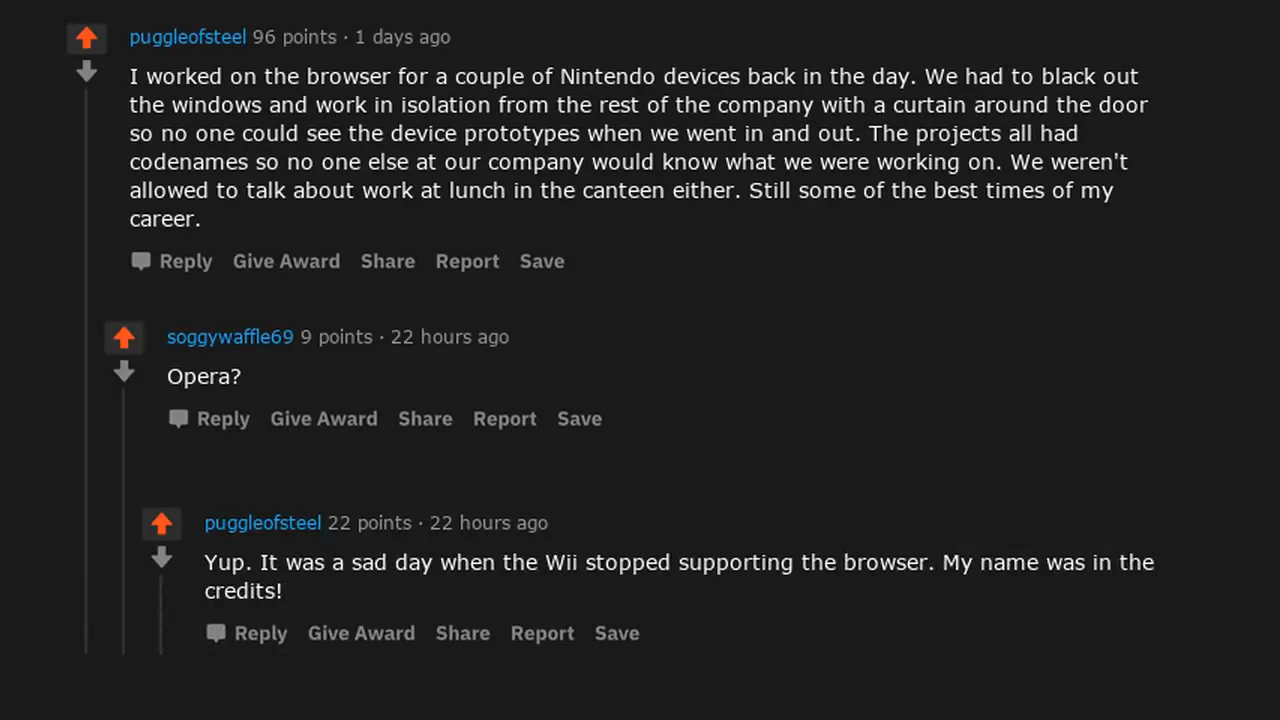 puggleofsteel 96 points · 1 days ago
I worked on the browser for a couple of Nintendo devices back in the day. We had to black out
the windows and work in isolation from the rest of the company with a curtain around the door
so no one could see the device prototypes when we went in and out. The projects all had
codenames so no one else at our company would know what we were working on. We weren't
allowed to talk about work at lunch in the canteen either. Still some of the best times of my
career.
Reply Give Award Share Report Save
soggywaffle69 9 points · 22 hours ago
Opera?
Reply Give Award Share Report Save
puggleofsteel 22 points · 22 hours ago
Yup. It was a sad day when the Wii stopped supporting the browser. My name was in the
credits!
Reply Give Award Share Report Save